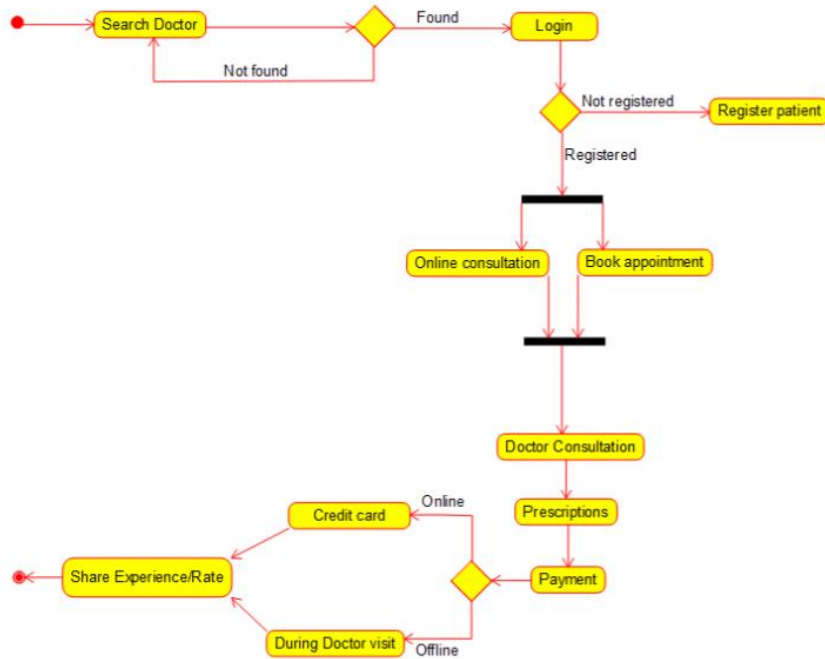 Search Doctor
Found
Login
Not found
Not registered
Register patient
Registered
Online consultation
Book appointment
Doctor Consultation
Online
Credit card
Prescriptions
Share Experience/Rate
Payment
During Doctor visit
Offline